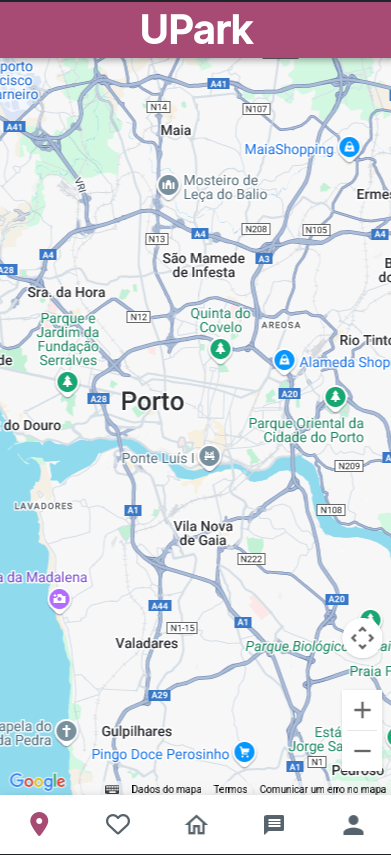 UPark
porto
cisco
arneiro
A41
N14
N107
A41
Maia
MaiaShopping
VRI
Mosteiro de
Leça do Balio
Ermes
N13
A4
N208
N105
A4
A4
São Mamede
de Infesta
A3
A28
Sra. da Hora
N12
Quinta do
Covelo
AREOSA
Parque e
Jardim da
Fundação
Serralves
Rio Tinto
Alameda Shop
A28
Porto
A20
do Douro
Parque Oriental da
Cidade do Porto
Ponte Luís I
N209
LAVADORES
A1
N108
Vila Nova
de Gaia
N222
a da Madalena
A44
A20
N1-15
A1
Valadares
Parque Biológico
Praia F
A29
apela do
da Pedra
Gulpilhares
Está
Jorge Sa
Pingo Doce Perosinho
A1
N1
Pedroso
Google
Dados do mapa
Termos
Comunicar um erro no mapa